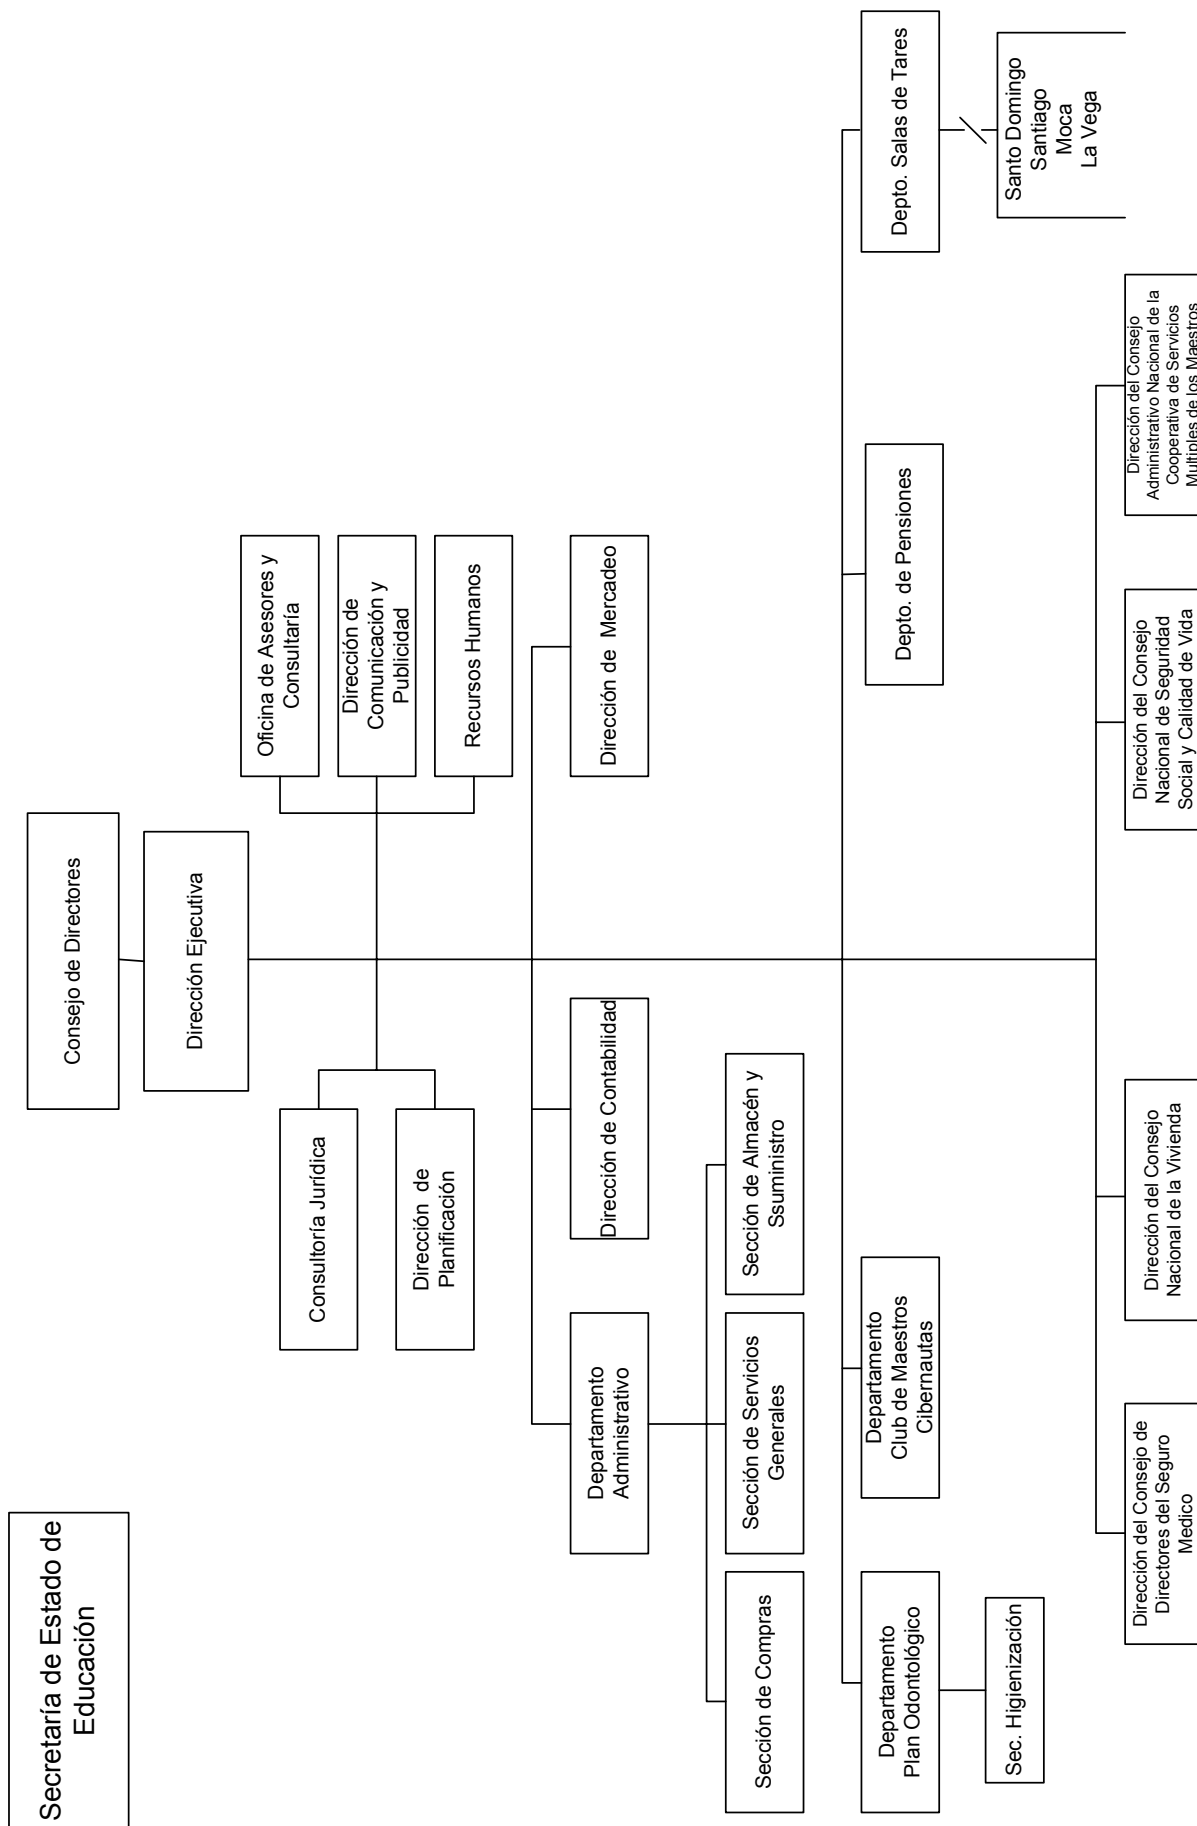 Secretaría de Estado de
Educación
Consejo de Directores
Dirección Ejecutiva
Consultoría Jurídica
Dirección de
Planificación
Oficina de Asesores y
Consultaría
Dirección de
Comunicación y
Publicidad
Recursos Humanos
Departamento
Administrativo
Dirección de Contabilidad
Dirección de Mercadeo
Sección de Compras
Sección de Servicios
Generales
Sección de Almacén y
Ssuministro
Departamento
Plan Odontológico
Departamento
Club de Maestros
Cibernautas
Depto. de Pensiones
Depto. Salas de Tares
Sec. Higienización
Santo Domingo
Santiago
Moca
La Vega
Dirección del Consejo de
Directores del Seguro
Medico
Dirección del Consejo
Nacional de la Vivienda
Dirección del Consejo
Nacional de Seguridad
Social y Calidad de Vida
Dirección del Consejo
Administrativo Nacional de la
Cooperativa de Servicios
Multiples de los Maestros